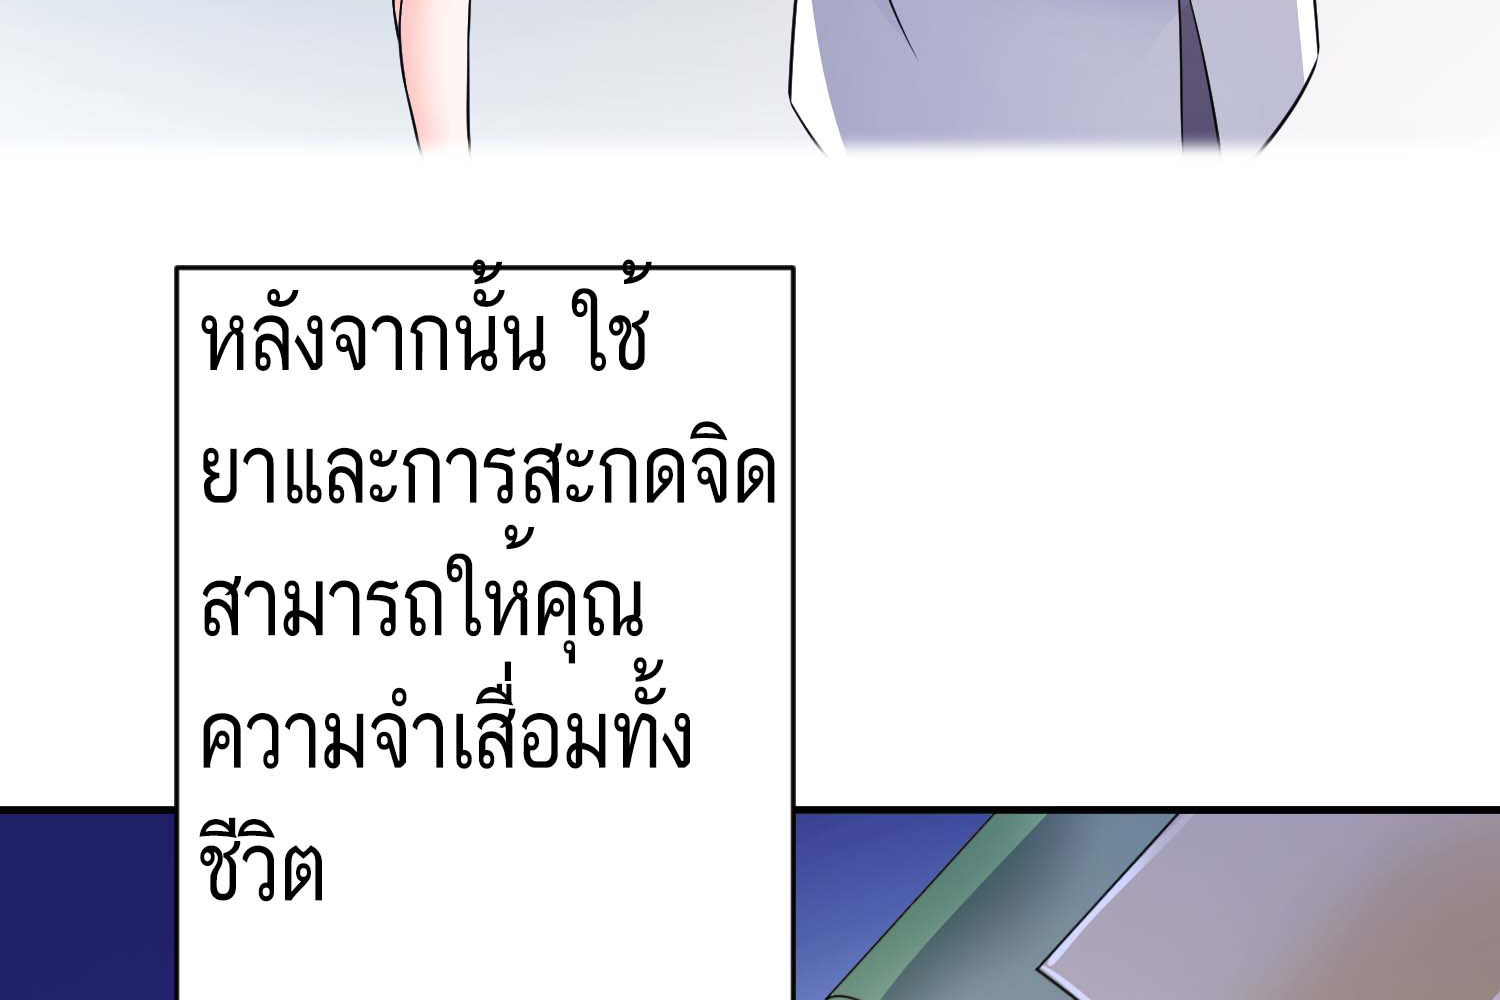 หลังจากนั้น ใช้
ยาและการสะกดจิต
สามารถให้คุณ
ความจำเสื่อมทั้ง
ชีวิต